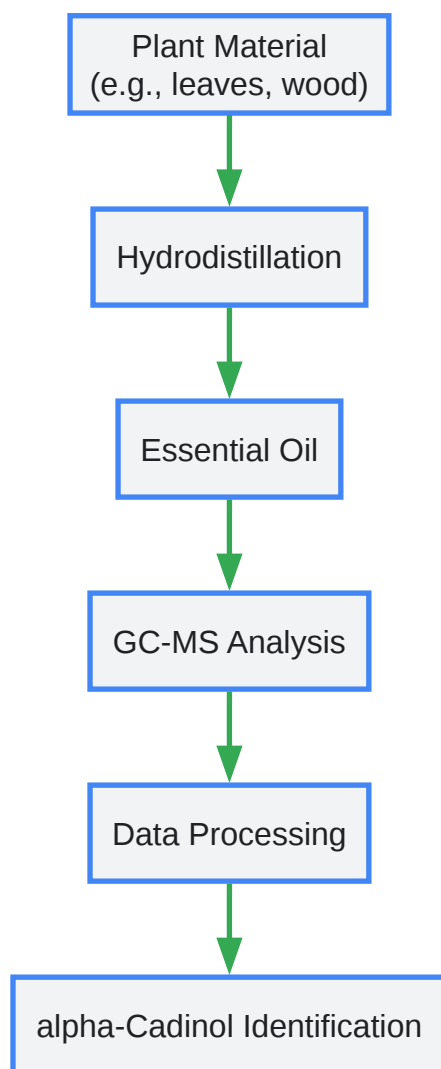 Plant Material
(e.g., leaves, wood)
Hydrodistillation
Essential Oil
GC-MS Analysis
Data Processing
alpha-Cadinol Identification